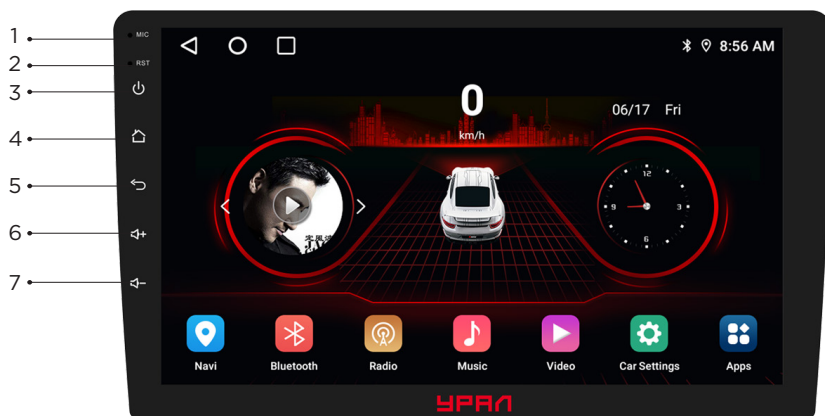 1
MIC
2
RST
3
4
5
6
+
7
-
8:56 AM
0
km/h
06/17 Fri
12
9
3
6
Navi
Bluetooth
Radio
Music
Video
Car Settings
Apps
УРАЛ